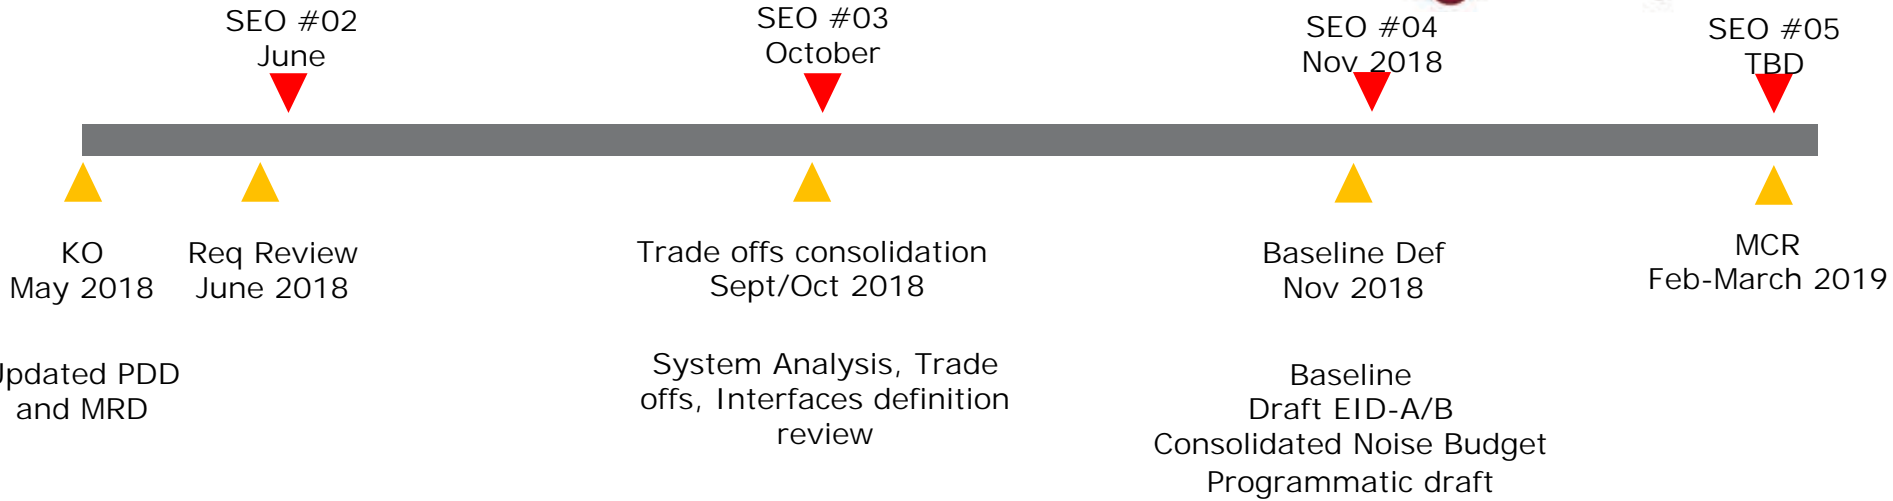 SEO #02
June
SEO #03
October
SEO #04
Nov 2018
SEO #05
TBD
KO
May 2018
Req Review
June 2018
Trade offs consolidation
Sept/Oct 2018
Baseline Def
Nov 2018
MCR
Feb-March 2019
Updated PDD
and MRD
System Analysis, Trade
offs, Interfaces definition
review
Baseline
Draft EID-A/B
Consolidated Noise Budget
Programmatic draft